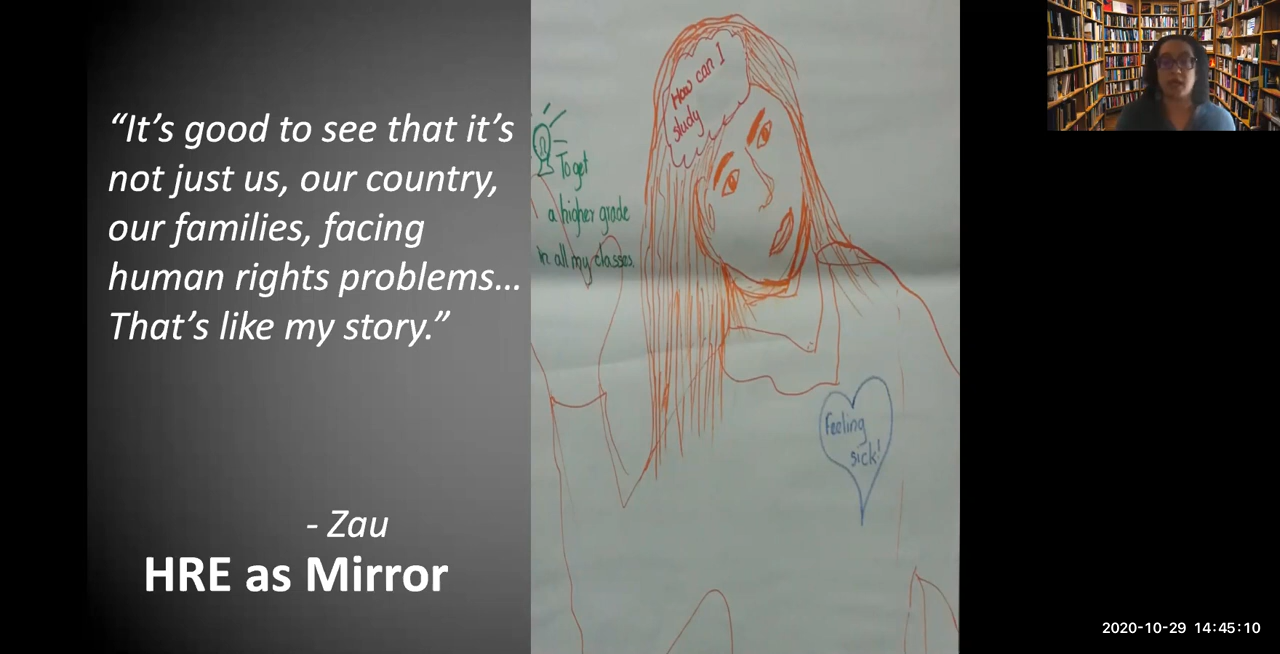 “It’s good to see that it’s
not just us, our country,
our families, facing
human rights problems…
That’s like my story.”
- Zau
HRE as Mirror
How can I
study
To get
a higher grade
in all my classes.
Feeling
sick!
2020-10-29 14:45:10